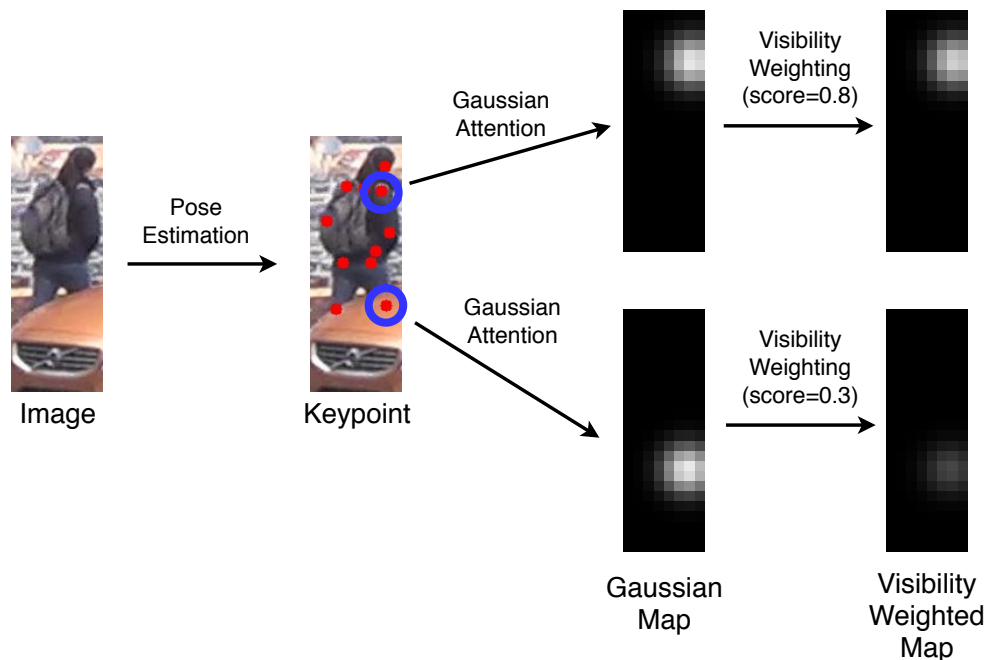 Image
Pose
Estimation
Keypoint
Gaussian
Attention
Gaussian
Attention
Visibility
Weighting
(score=0.8)
Visibility
Weighting
(score=0.3)
Gaussian
Map
Visibility
Weighted
Map